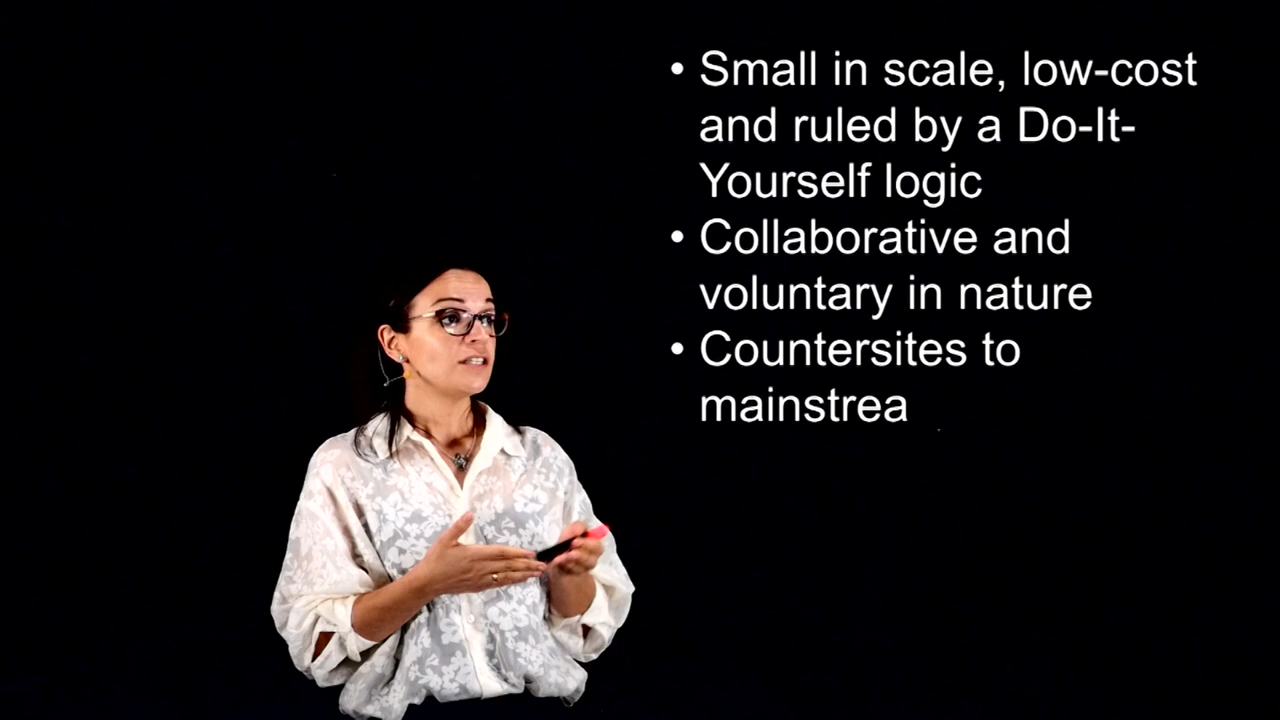 • Small in scale, low-cost
and ruled by a Do-It-
Yourself logic
• Collaborative and
voluntary in nature
• Countersites to
mainstrea